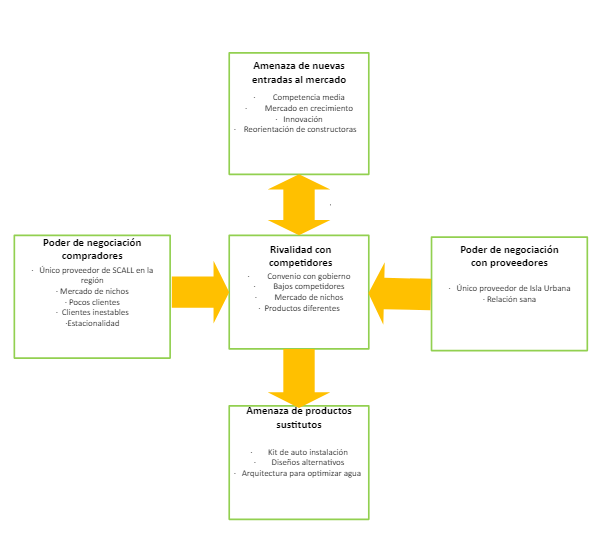 Amenaza de nuevas
entradas al mercado
· Competencia media
· Mercado en crecimiento
· Innovación
· Reorientación de constructoras
·
Poder de negociación
compradores
· Único proveedor de SCALL en la
región
· Mercado de nichos
· Pocos clientes
· Clientes inestables
·Estacionalidad
Rivalidad con
competidores
· Convenio con gobierno
· Bajos competidores
· Mercado de nichos
· Productos diferentes
Poder de negociación
con proveedores
· Único proveedor de Isla Urbana
· Relación sana
Amenaza de productos
sustitutos
· Kit de auto instalación
· Diseños alternativos
· Arquitectura para optimizar agua